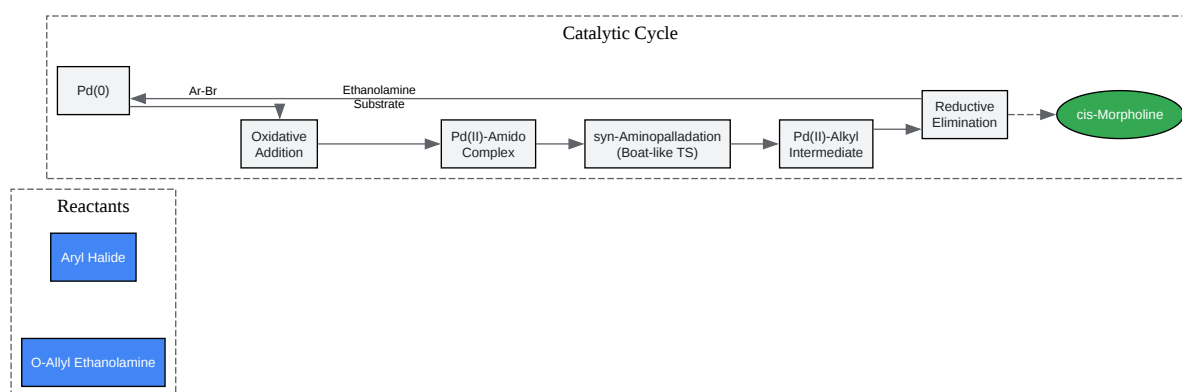 Catalytic Cycle
Pd(0)
Ar-Br
Ethanolamine
Substrate
Oxidative
Addition
Pd(II)-Amido
Complex
syn-Aminopalladation
(Boat-like TS)
Pd(II)-Alkyl
Intermediate
Reductive
Elimination
cis-Morpholine
Reactants
Aryl Halide
O-Allyl Ethanolamine